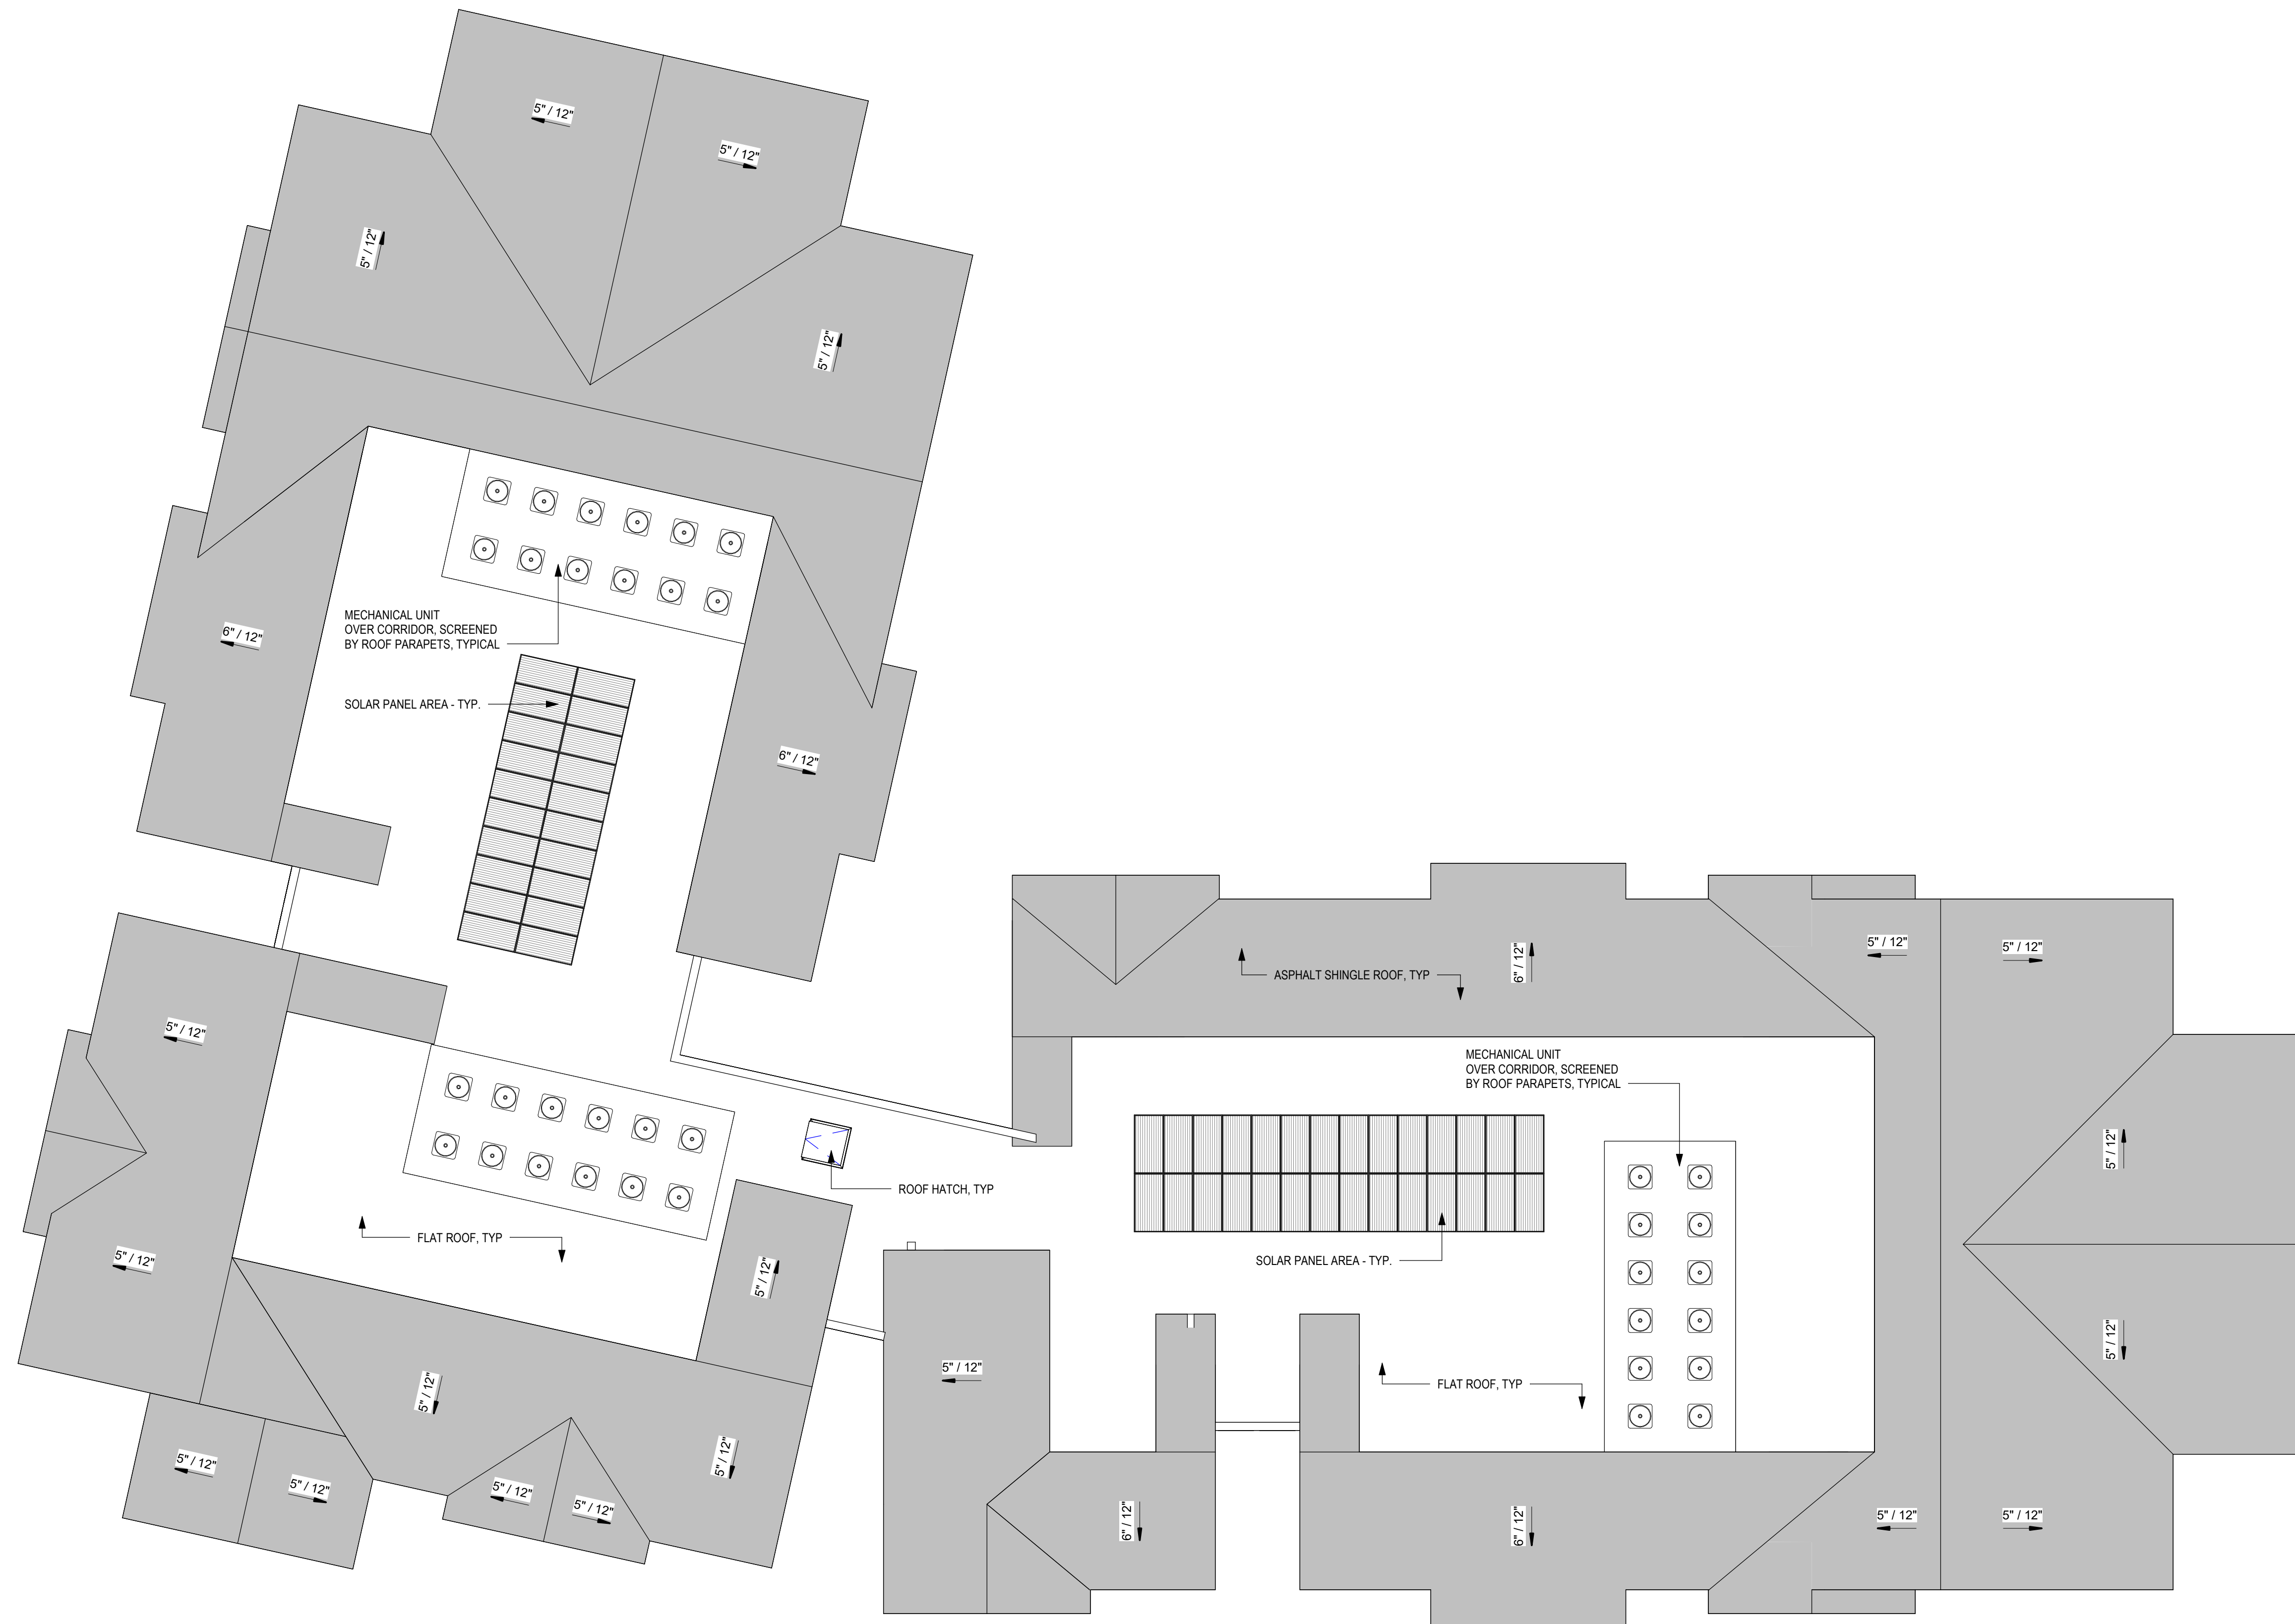 5" / 12"
5" / 12"
5" / 12"
5" / 12"
6" / 12"
MECHANICAL UNIT
OVER CORRIDOR, SCREENED
BY ROOF PARAPETS, TYPICAL
SOLAR PANEL AREA - TYP.
6" / 12"
5" / 12"
5" / 12"
FLAT ROOF, TYP
ROOF HATCH, TYP
5" / 12"
5" / 12"
5" / 12"
5" / 12"
5" / 12"
5" / 12"
5" / 12"
ASPHALT SHINGLE ROOF, TYP
6" / 12"
5" / 12"
5" / 12"
MECHANICAL UNIT
OVER CORRIDOR, SCREENED
BY ROOF PARAPETS, TYPICAL
5" / 12"
SOLAR PANEL AREA - TYP.
5" / 12"
5" / 12"
FLAT ROOF, TYP
6" / 12"
6" / 12"
5" / 12"
5" / 12"